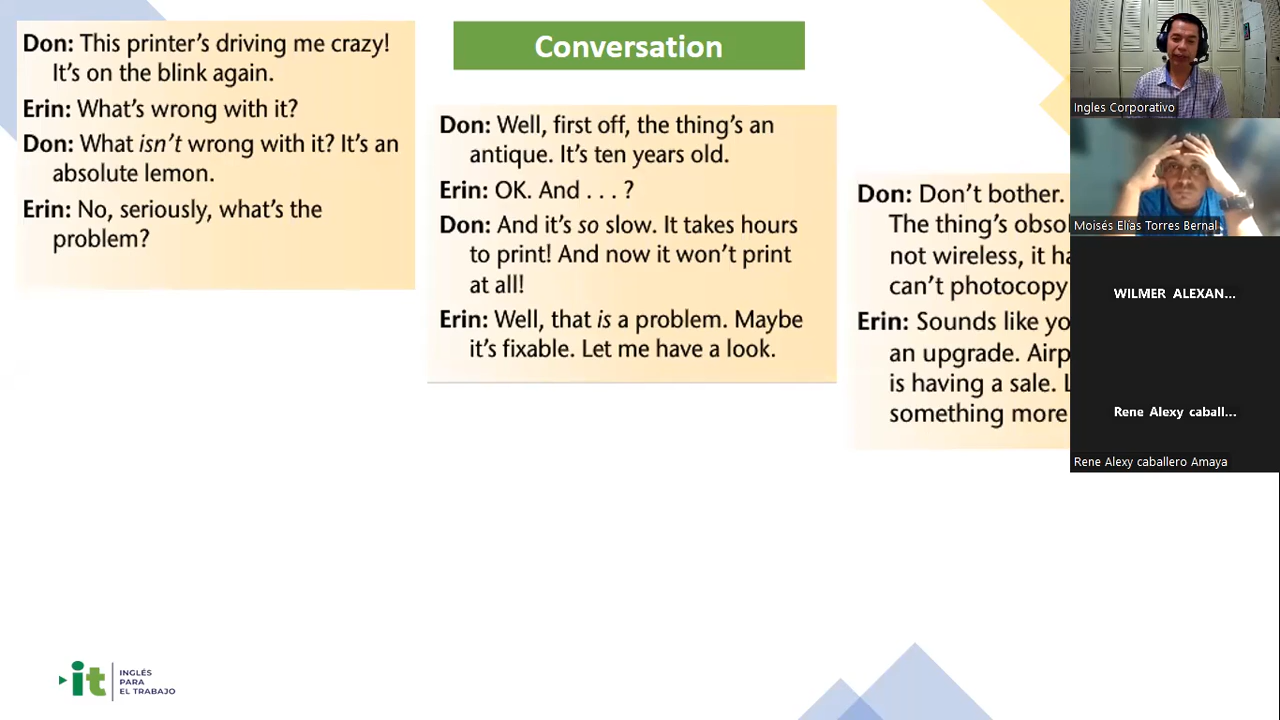 Don: This printer's driving me crazy!
It's on the blink again.
Erin: What's wrong with it?
Don: What isn't wrong with it? It's an
absolute lemon.
Erin: No, seriously, what's the
problem?
Conversation
Don: Well, first off, the thing's an
antique. It's ten years old.
Erin: OK. And . . . ?
Don: And it's so slow. It takes hours
to print! And now it won't print
at all!
Erin: Well, that is a problem. Maybe
it's fixable. Let me have a look.
Don: Don't bother.
The thing's
not wireless, it
can't photocopy
Erin: Sounds like
an upgrade.
is having a sale.
something more
Ingles Corporativo
Moisés Elías Torres Bernal
WILMER ALEXAN...
Rene Alexy caball...
Rene Alexy caballero Amaya
it
INGLÉS
PARA
EL TRABAJO